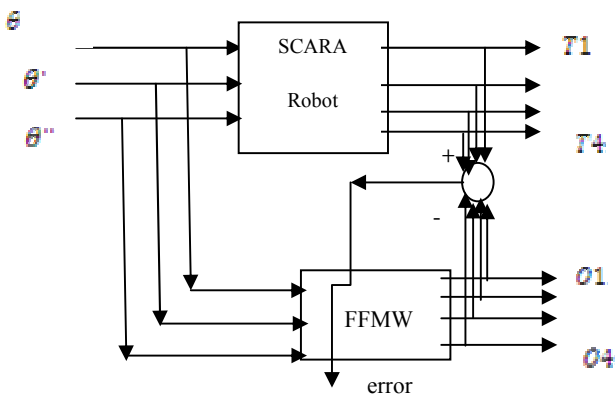 θ
SCARA
T1
θ'
Robot
θ''
T4
+
-
O1
FFMW
O4
error